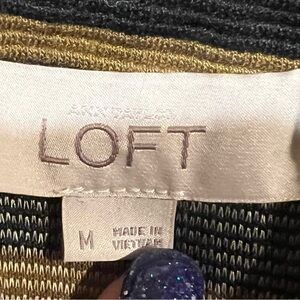 ANN TAYLOR
LOFT
M
MADE IN
VIETNAM